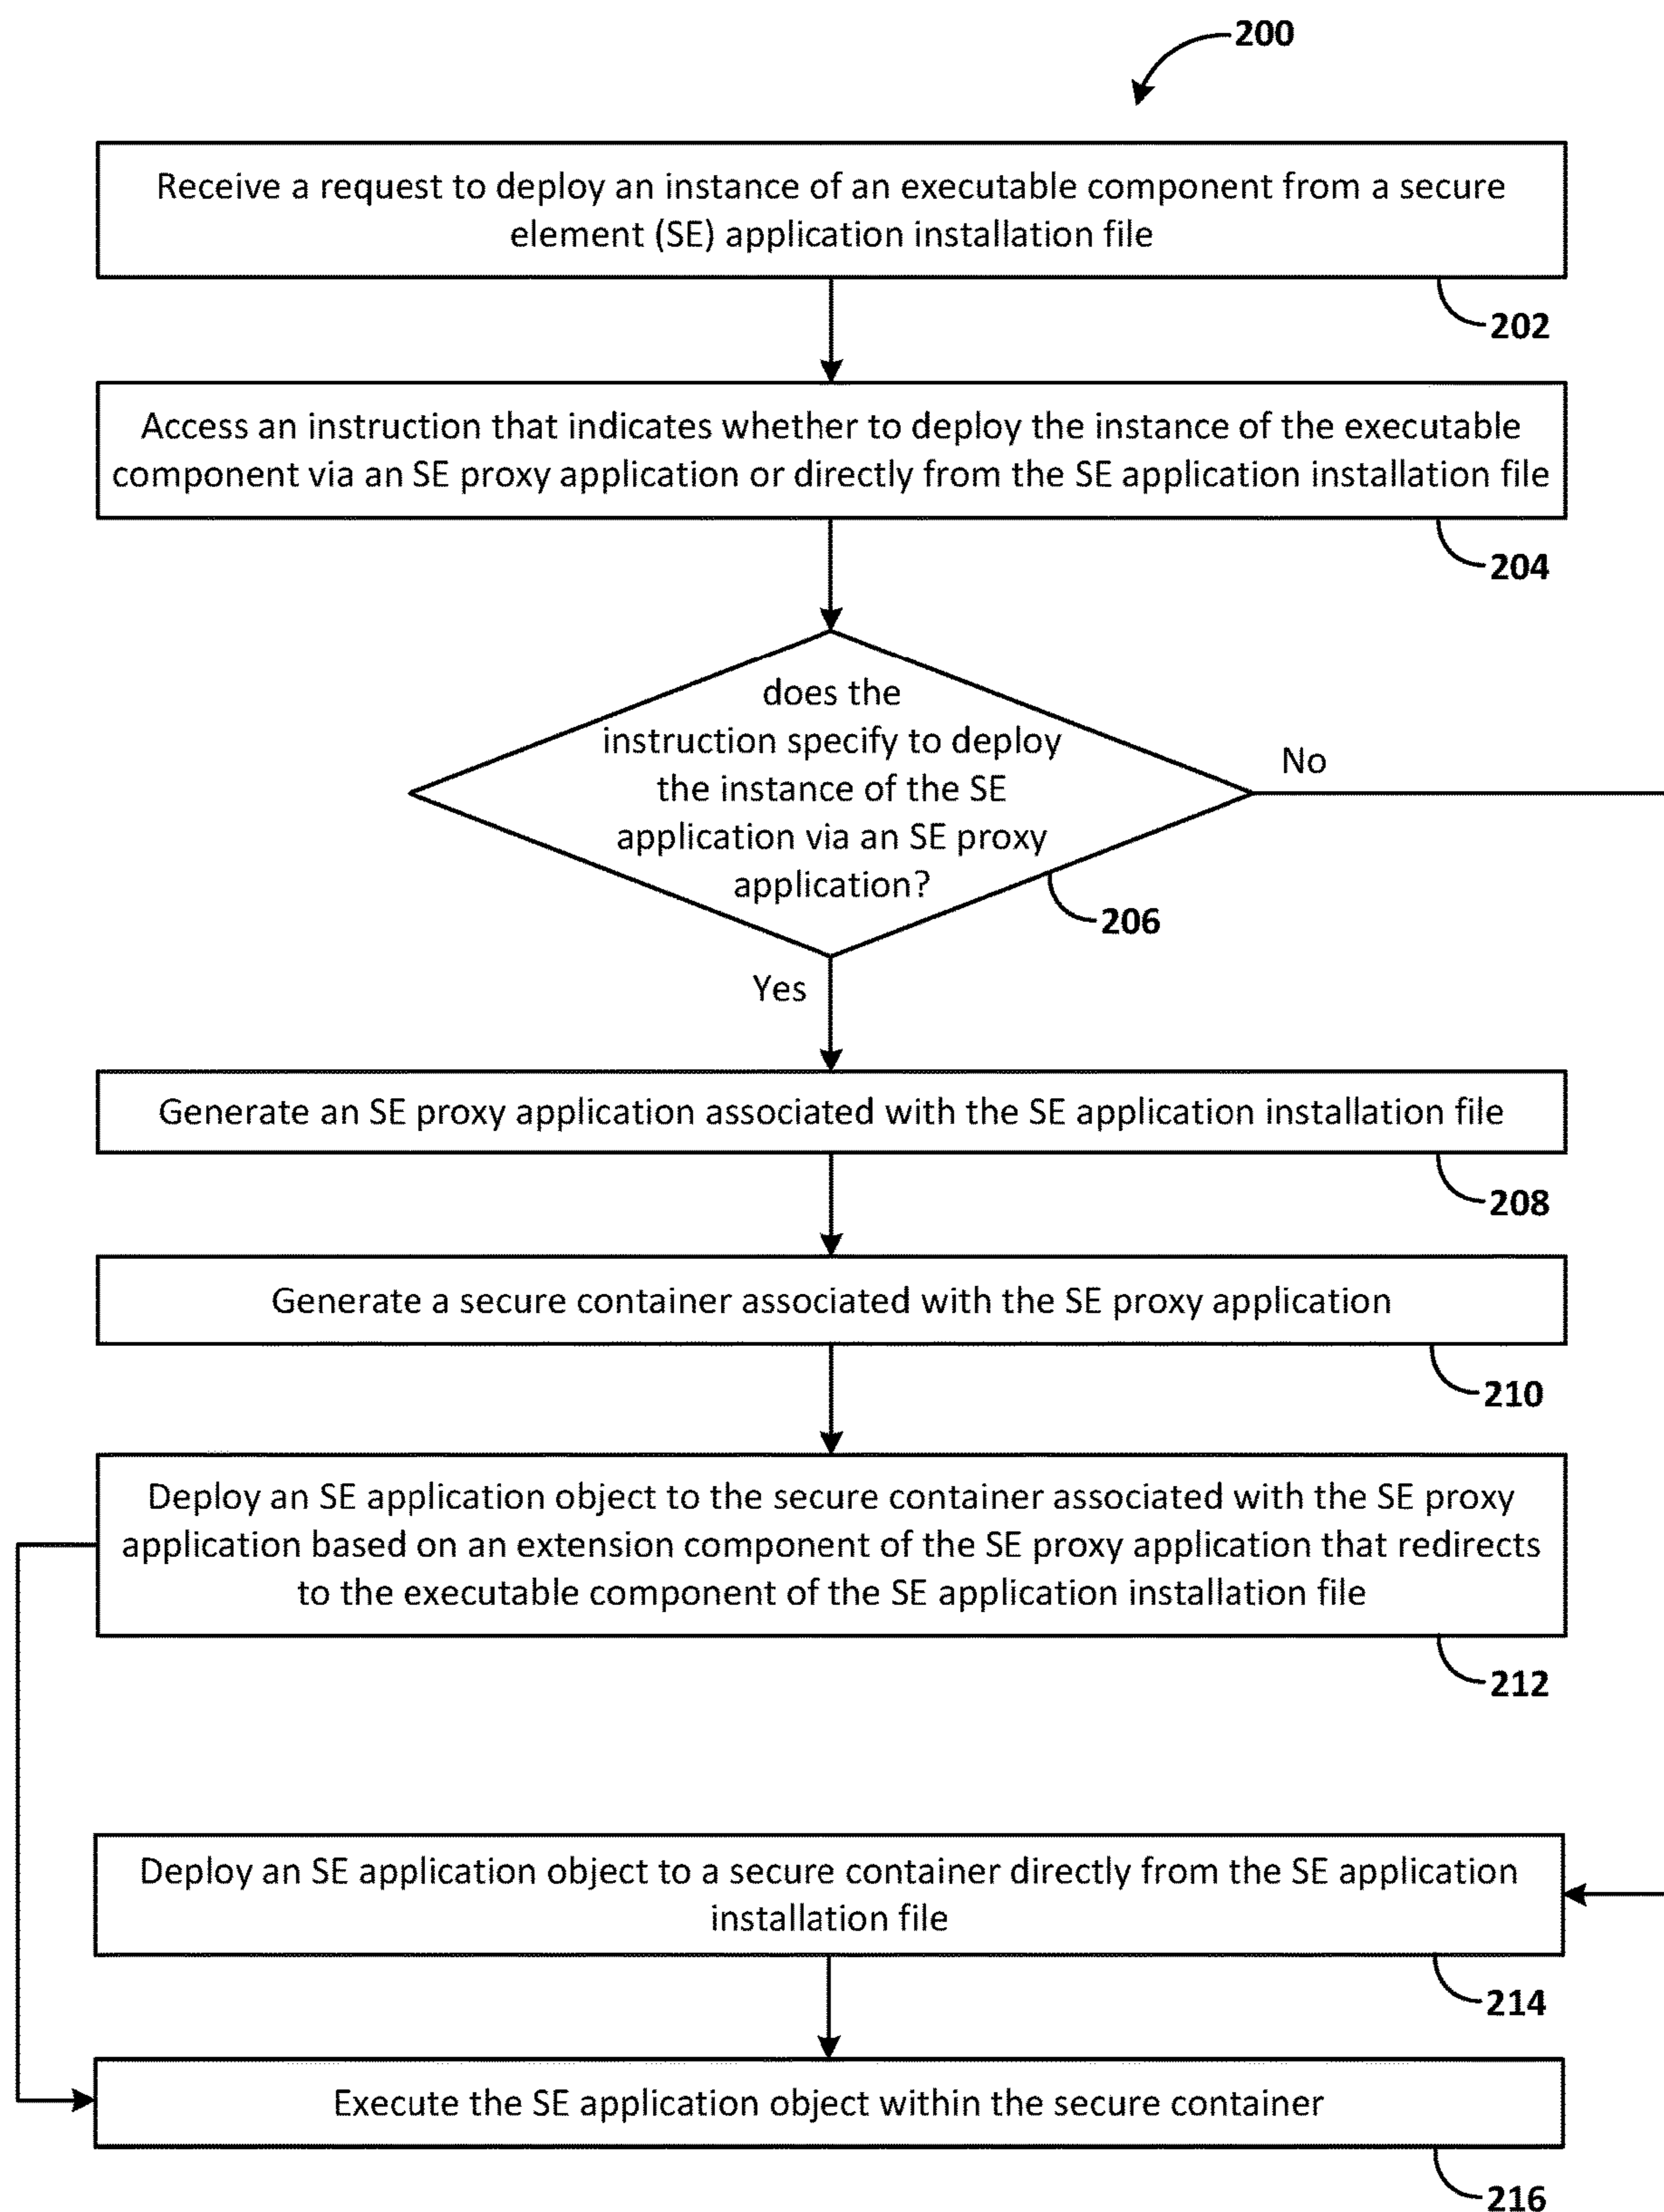 200
Receive a request to deploy an instance of an executable component from a secure
element (SE) application installation file
202
Access an instruction that indicates whether to deploy the instance of the executable
component via an SE proxy application or directly from the SE application installation file
204
does the
instruction specify to deploy
the instance of the SE
application via an SE proxy
application?
No
206
Yes
Generate an SE proxy application associated with the SE application installation file
208
Generate a secure container associated with the SE proxy application
210
Deploy an SE application object to the secure container associated with the SE proxy
application based on an extension component of the SE proxy application that redirects
to the executable component of the SE application installation file
212
Deploy an SE application object to a secure container directly from the SE application
installation file
214
Execute the SE application object within the secure container
216